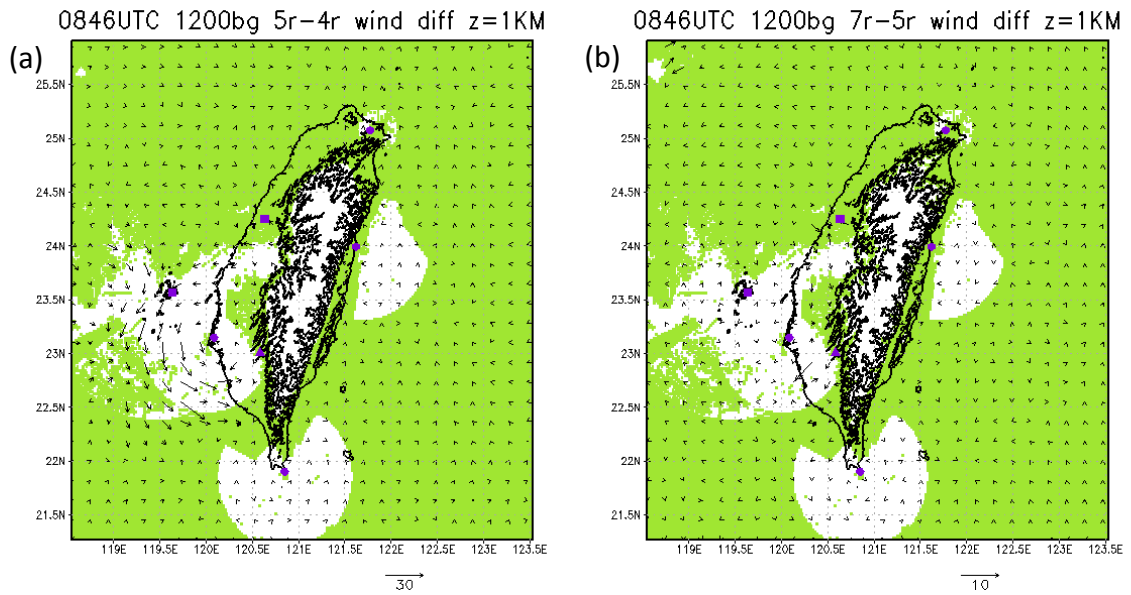 0846UTC 1200bg 5r-4r wind diff z=1KM
(a)
25.5N
25N
24.5N
24N
23.5N
23N
22.5N
22N
21.5N
119E 119.5E 120E 120.5E 121E 121.5E 122E 122.5E 123E 123.5E
30
0846UTC 1200bg 7r-5r wind diff z=1KM
(b)
25.5N
25N
24.5N
24N
23.5N
23N
22.5N
22N
21.5N
119E 119.5E 120E 120.5E 121E 121.5E 122E 122.5E 123E 123.5E
10